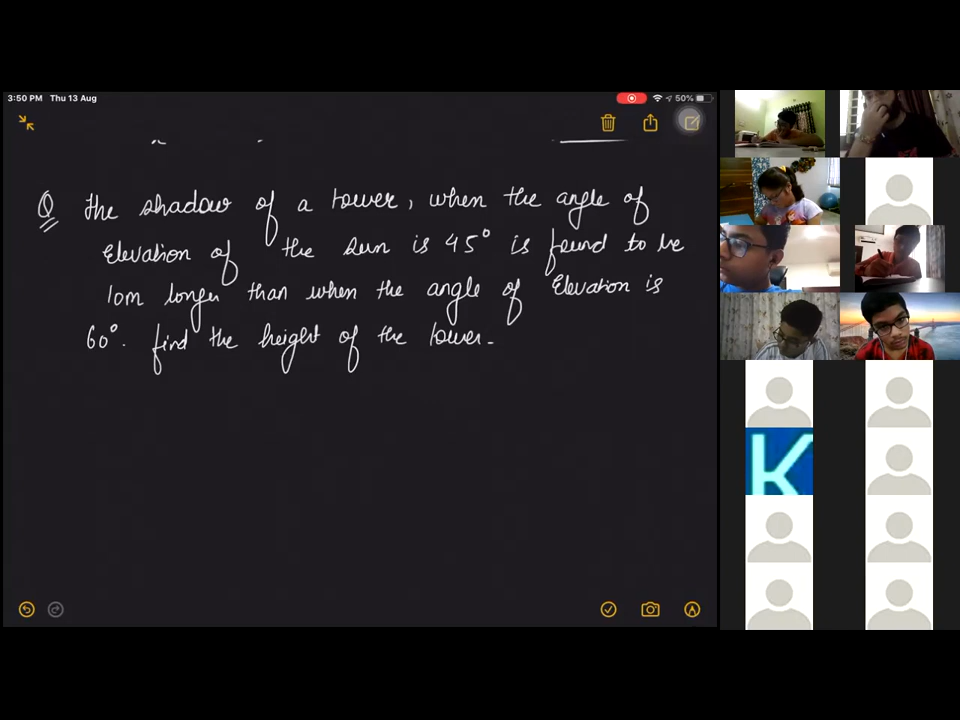 3:50 PM Thu 13 Aug
50%
Q the shadow of a tower, when the angle of
Elevation of the sun is 45° is found to be
10m longer than when the angle of Elevation is
60°. find the height of the tower.
K